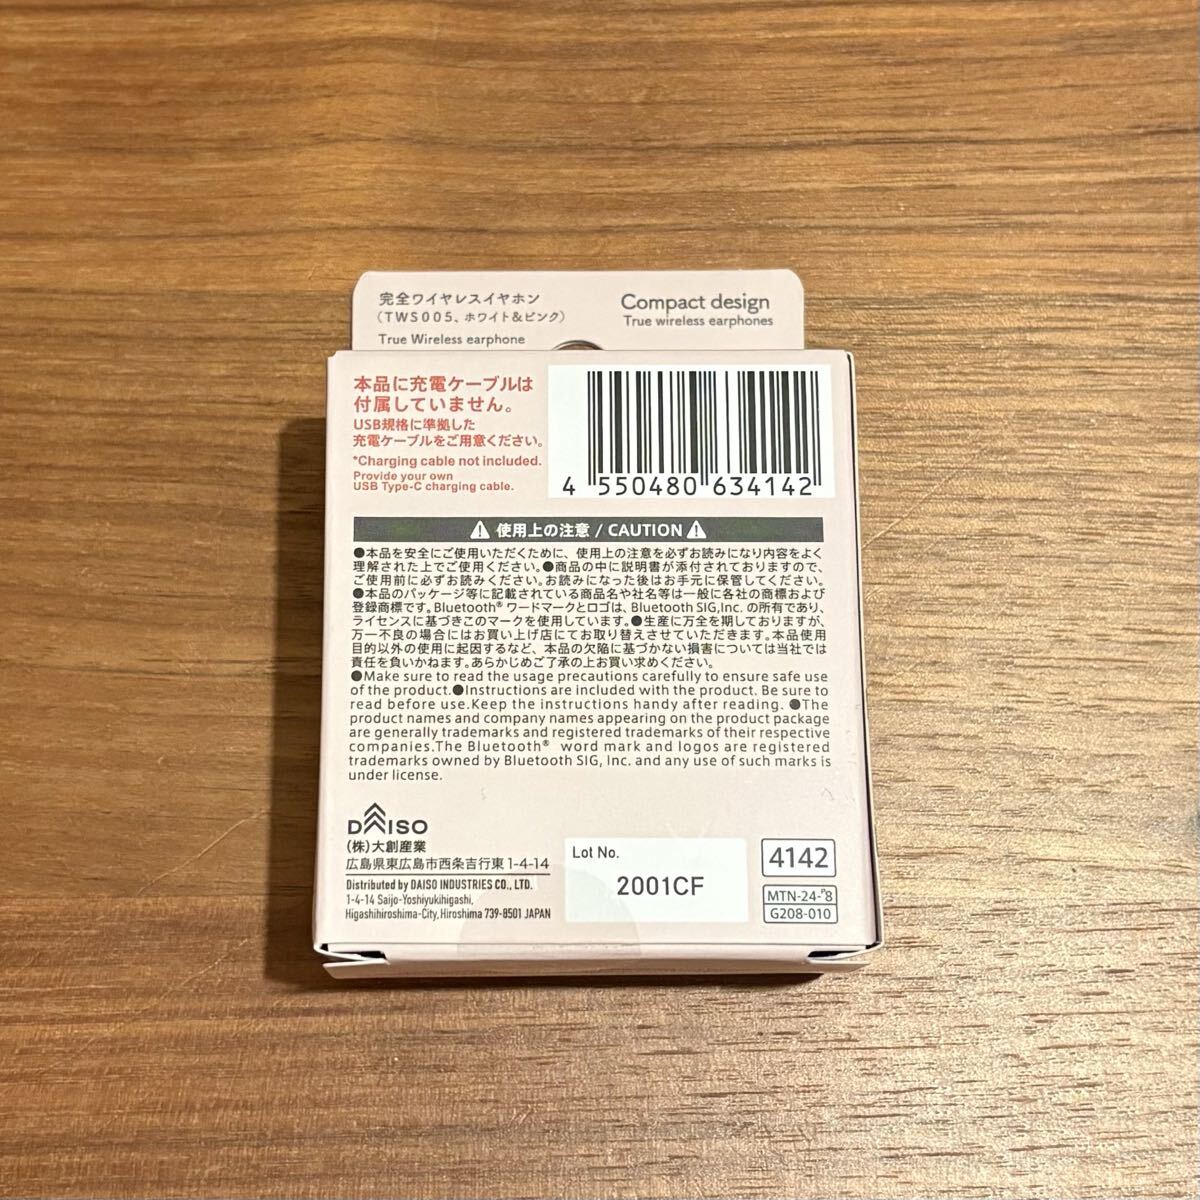 完全ワイヤレスイヤホン
(TWS005、ホワイト&ピンク)
True Wireless earphone
Compact design
True wireless earphones
本品に充電ケーブルは
付属していません。
USB規格に準拠した
充電ケーブルをご用意ください。
*Charging cable not included.
Provide your own
USB Type-C charging cable.
4 550480 634142
⚠ 使用上の注意 / CAUTION ⚠
●本品を安全にご使用いただくために、使用上の注意を必ずお読みになり内容をよく
理解された上でご使用ください。●商品の中に説明書が添付されておりますので、
ご使用前に必ずお読みください。お読みになった後はお手元に保管してください。
●本品のパッケージ等に記載されている商品名や社名等は一般に各社の商標および
登録商標です。Bluetooth® ワードマークとロゴは、Bluetooth SIG,Inc. の所有であり、
ライセンスに基づきこのマークを使用しています。●生産に万全を期しておりますが、
万一不良の場合にはお買い上げ店にてお取り替えさせていただきます。本品使用
目的以外の使用に起因するなど、本品の欠陥に基づかない損害については当社では
責任を負いかねます。あらかじめご了承の上お買い求めください。
●Make sure to read the usage precautions carefully to ensure safe use
of the product.●Instructions are included with the product. Be sure to
read before use.Keep the instructions handy after reading. ●The
product names and company names appearing on the product package
are generally trademarks and registered trademarks of their respective
companies.The Bluetooth® word mark and logos are registered
trademarks owned by Bluetooth SIG, Inc. and any use of such marks is
under license.
DAISO
(株)大創産業
広島県東広島市西条吉行東 1-4-14
Distributed by DAISO INDUSTRIES CO., LTD.
1-4-14 Saijo-Yoshiyukihigashi,
Higashihiroshima-City, Hiroshima 739-8501 JAPAN
Lot No.
2001CF
4142
MTN-24-P8
G208-010